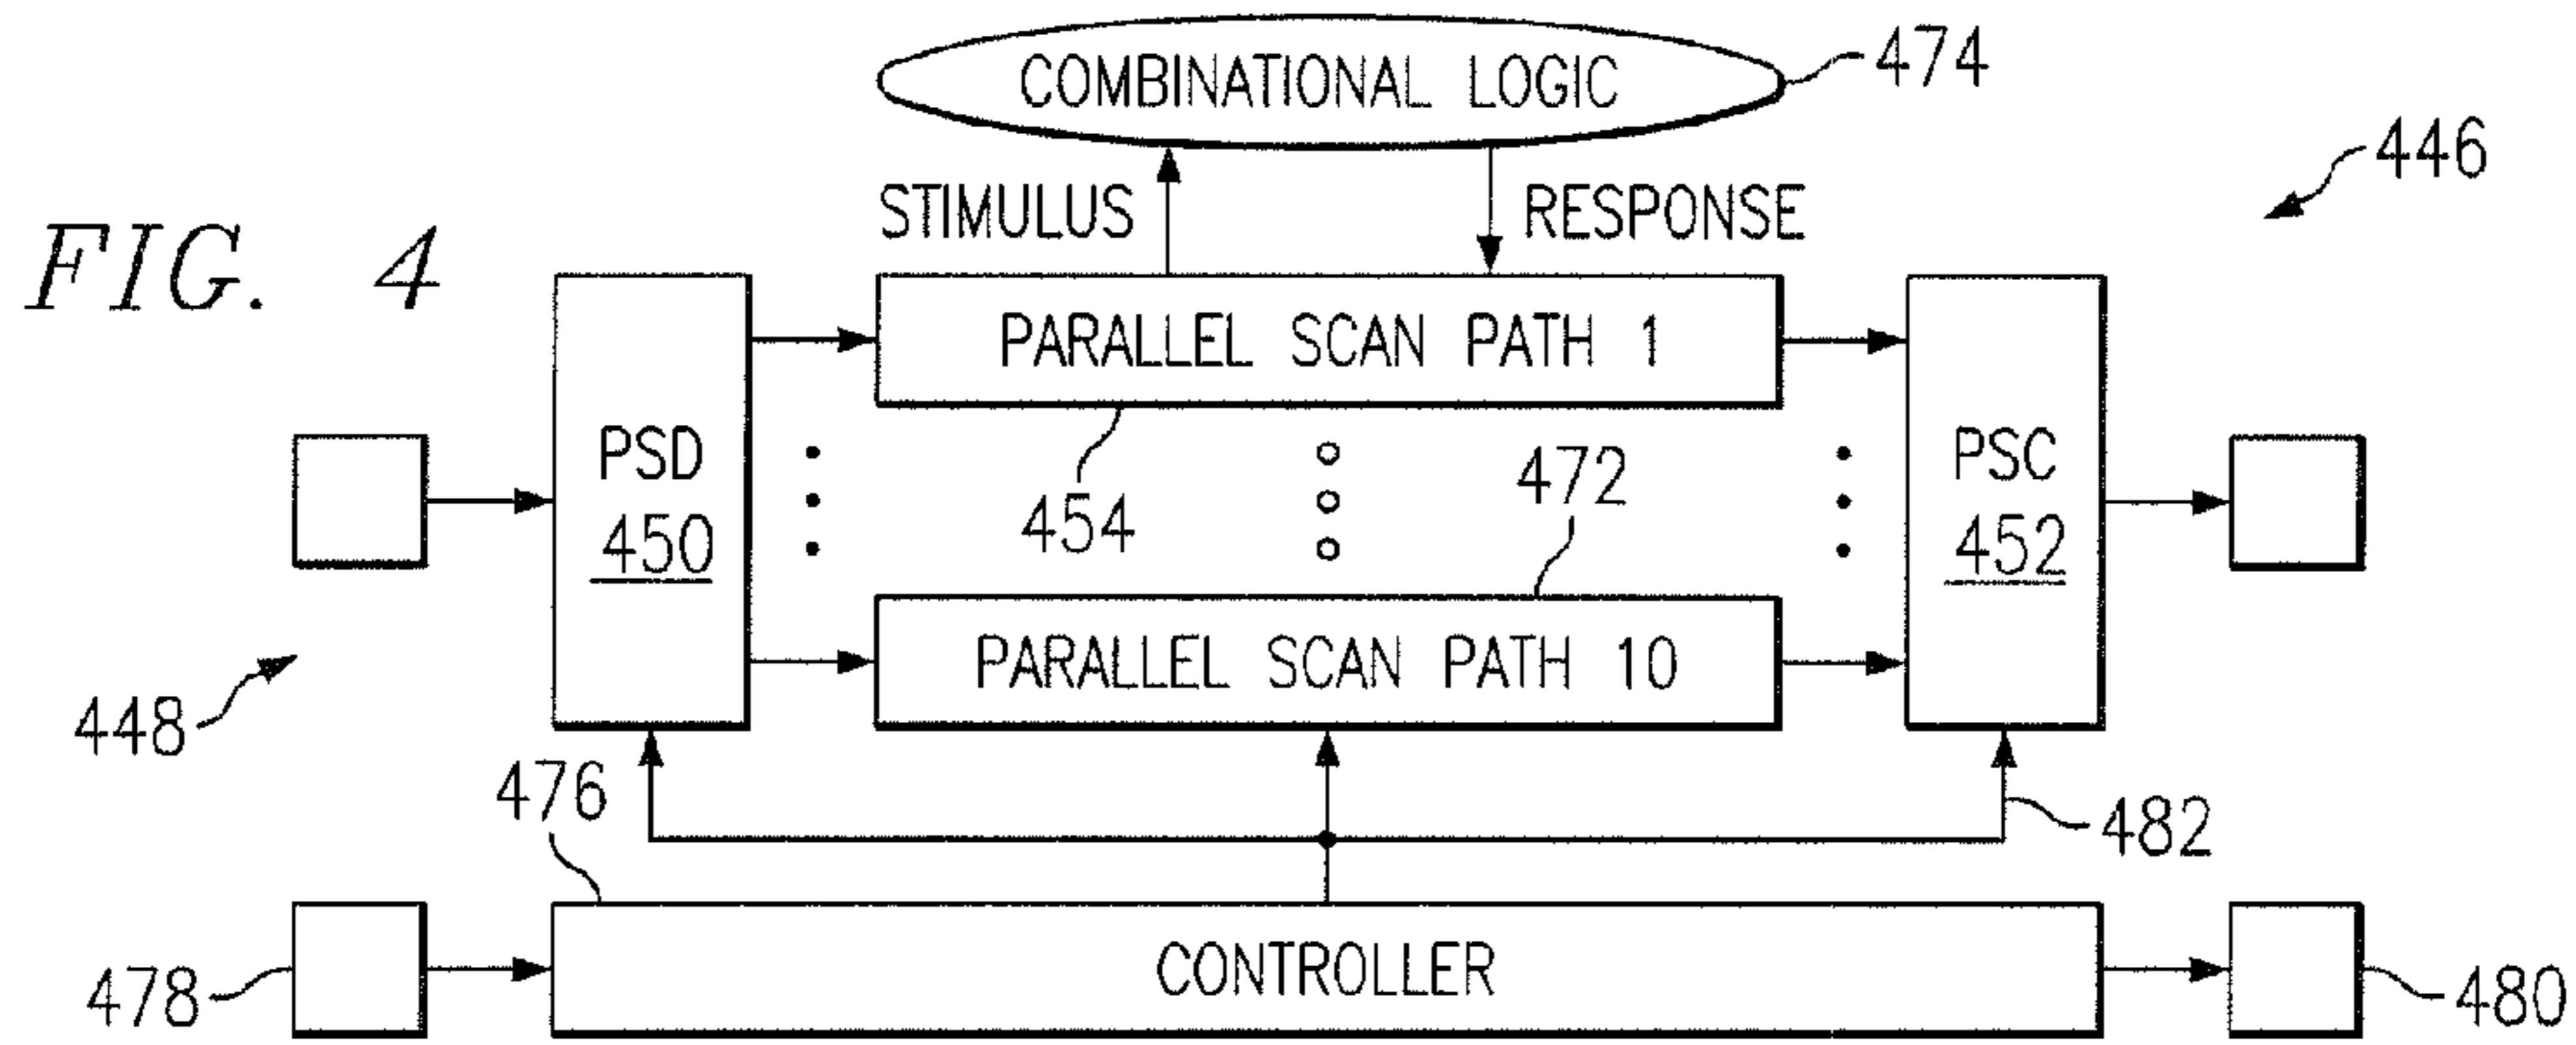 COMBINATIONAL LOGIC
474
446
STIMULUS
RESPONSE
FIG. 4
PARALLEL SCAN PATH 1
PSD
450
454
472
PSC
452
PARALLEL SCAN PATH 10
448
476
482
478
CONTROLLER
480